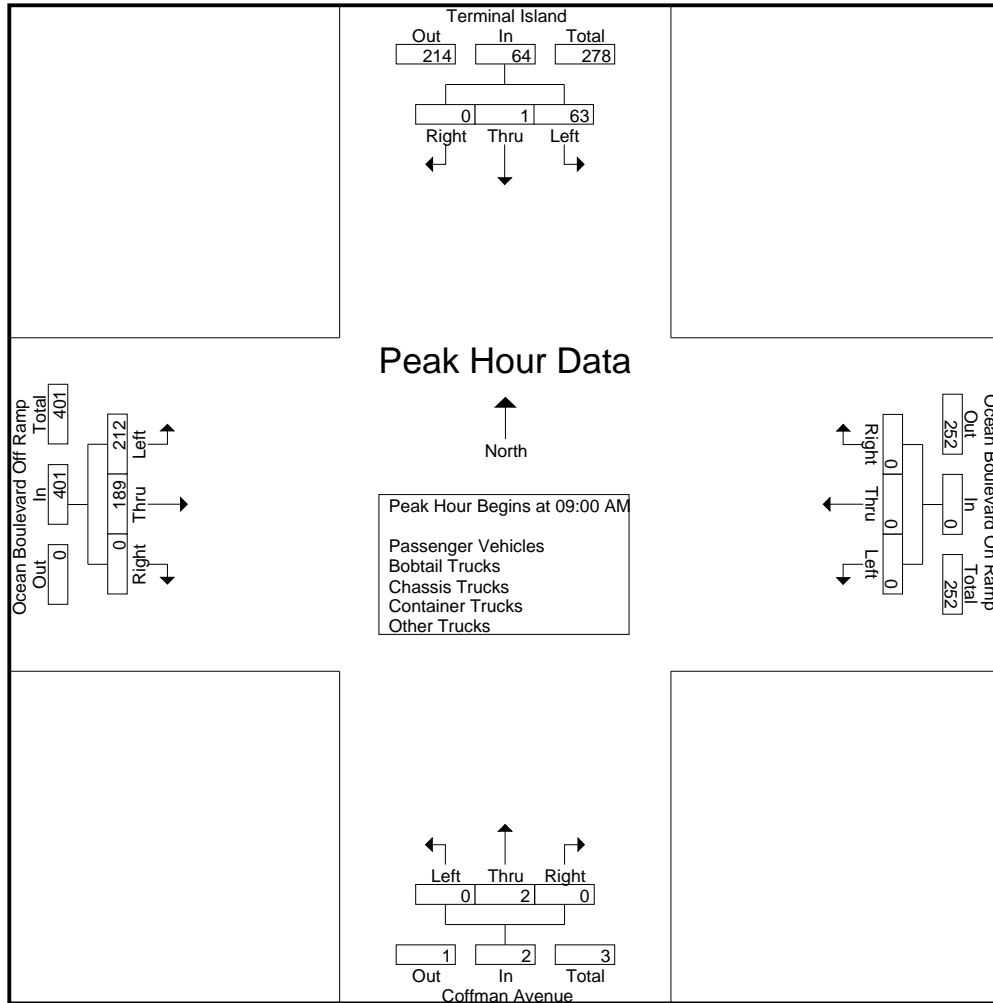 Terminal Island
Out In Total
214 64 278
0 1 63
Right Thru Left
Peak Hour Data
North
Peak Hour Begins at 09:00 AM
Passenger Vehicles
Bobtail Trucks
Chassis Trucks
Container Trucks
Other Trucks
Ocean Boulevard Off Ramp
Out In Total
0 401 401
212 189 0
Left Thru Right
Ocean Boulevard On Ramp
Out In Total
252 0 252
0 0 0
Right Thru Left
Left Thru Right
0 2 0
1 2 3
Out In Total
Coffman Avenue